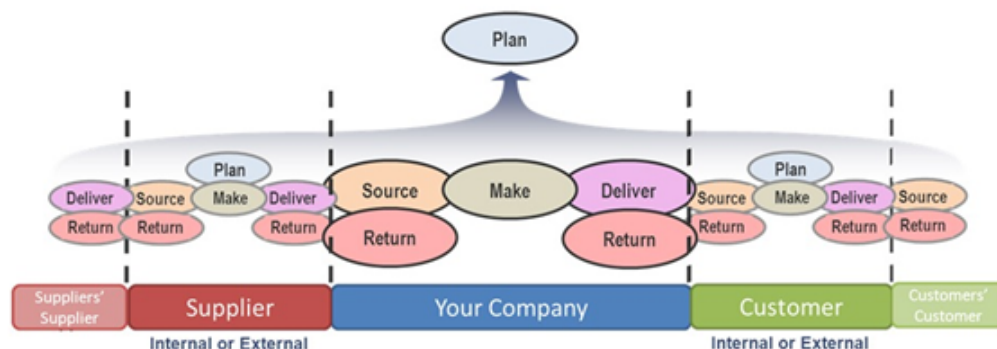 Plan
Plan
Plan
Deliver Source Make Deliver Source Make Deliver Source Make Deliver Source
Return Return Return Return Return Return Return Return
Suppliers' Supplier Your Company Customer Customers'
Supplier Customer
Internal or External Internal or External